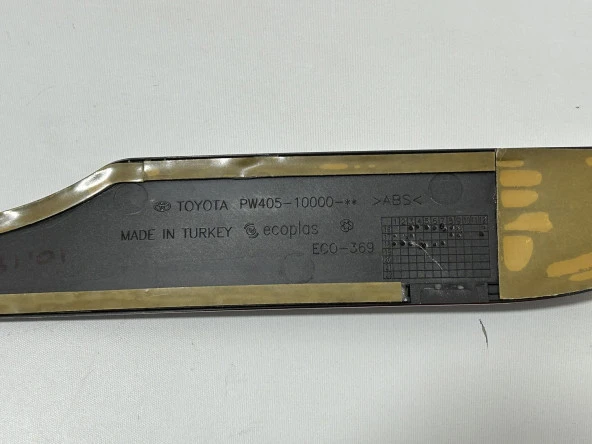 TOYOTA PW405-10000-** >ABS<
MADE IN TURKEY ecoplas
ECO-369